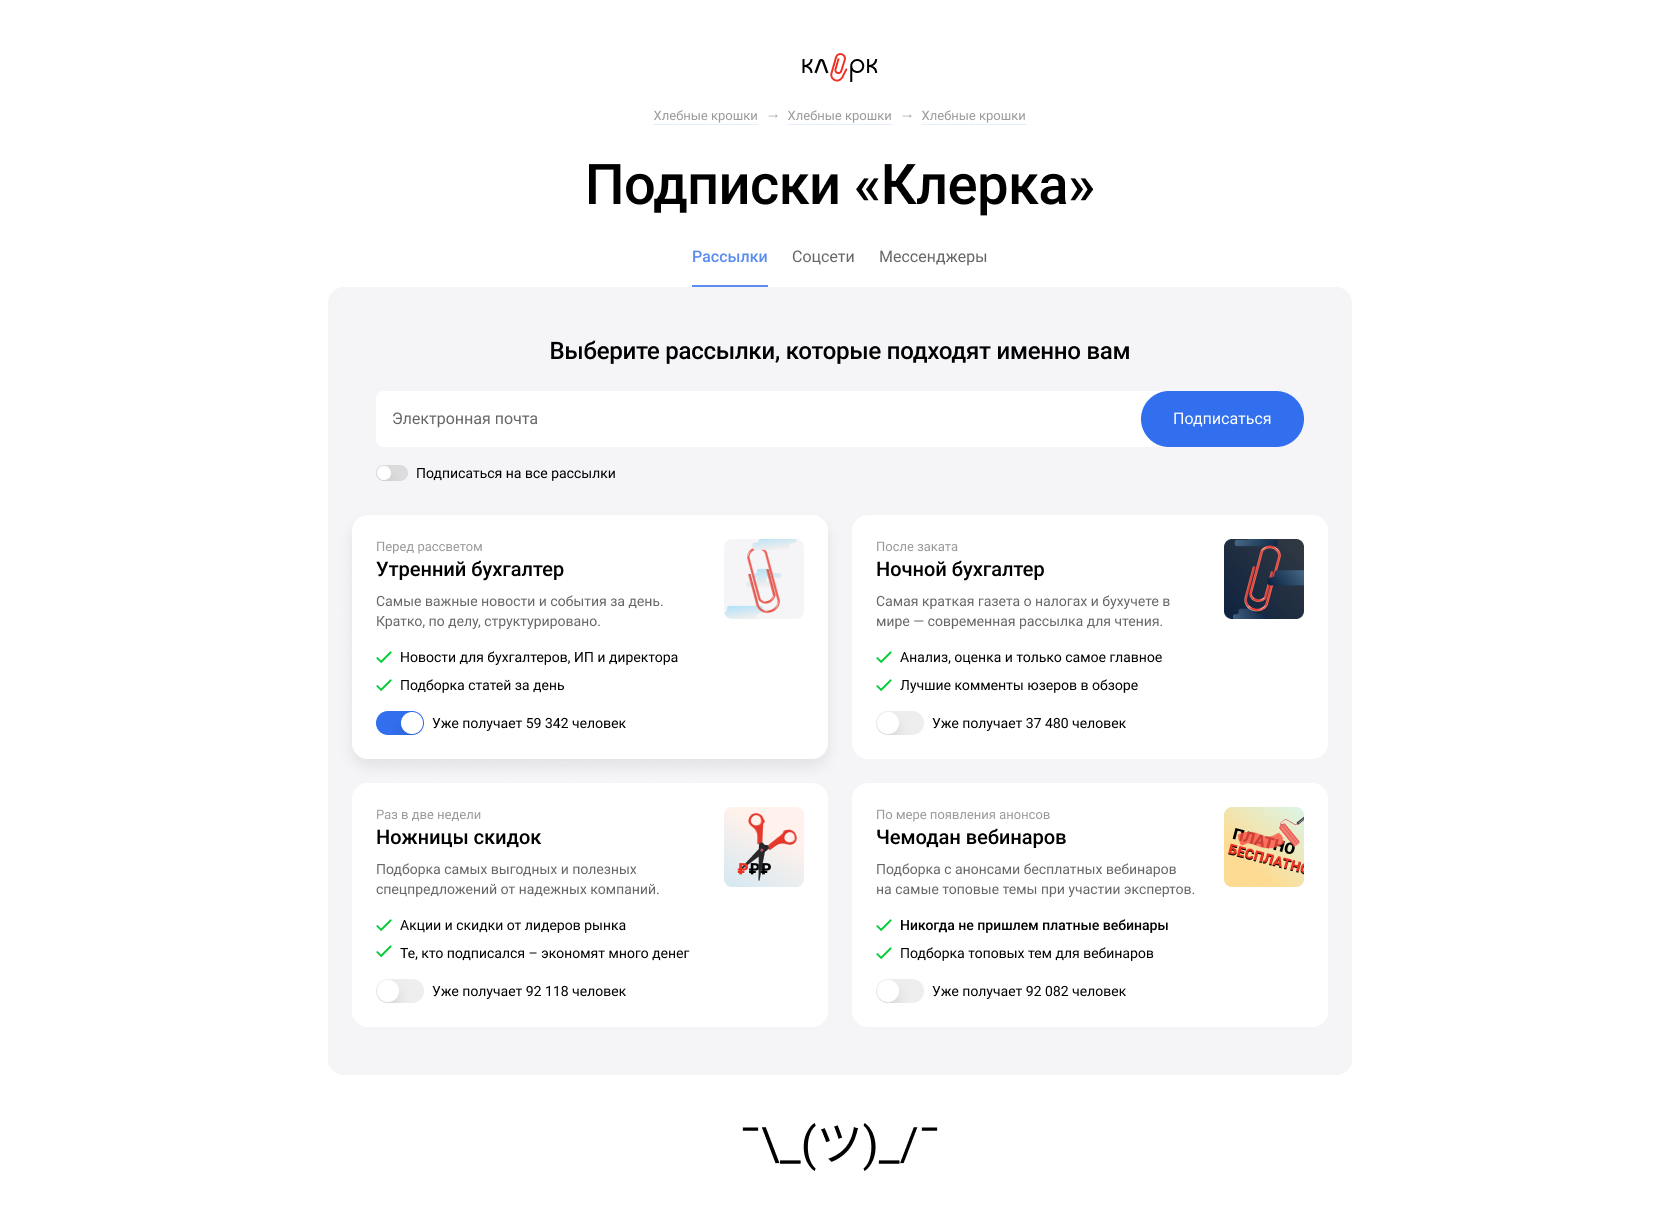 клерк
Хлебные крошки → Хлебные крошки → Хлебные крошки
Подписки «Клерка»
Рассылки Соцсети Мессенджеры
Выберите рассылки, которые подходят именно вам
Электронная почта
Подписаться
Подписаться на все рассылки
Перед рассветом
Утренний бухгалтер
Самые важные новости и события за день.
Кратко, по делу, структурировано.
Новости для бухгалтеров, ИП и директора
Подборка статей за день
Уже получает 59 342 человек
После заката
Ночной бухгалтер
Самая краткая газета о налогах и бухучете в
мире — современная рассылка для чтения.
Анализ, оценка и только самое главное
Лучшие комменты юзеров в обзоре
Уже получает 37 480 человек
Раз в две недели
Ножницы скидок
Подборка самых выгодных и полезных
спецпредложений от надежных компаний.
₽₽₽
Акции и скидки от лидеров рынка
Те, кто подписался – экономят много денег
Уже получает 92 118 человек
По мере появления анонсов
Чемодан вебинаров
Подборка с анонсами бесплатных вебинаров
на самые топовые темы при участии экспертов.
ПЛАТНО
БЕСПЛАТНО
Никогда не пришлем платные вебинары
Подборка топовых тем для вебинаров
Уже получает 92 082 человек
¯\_(ツ)_/¯